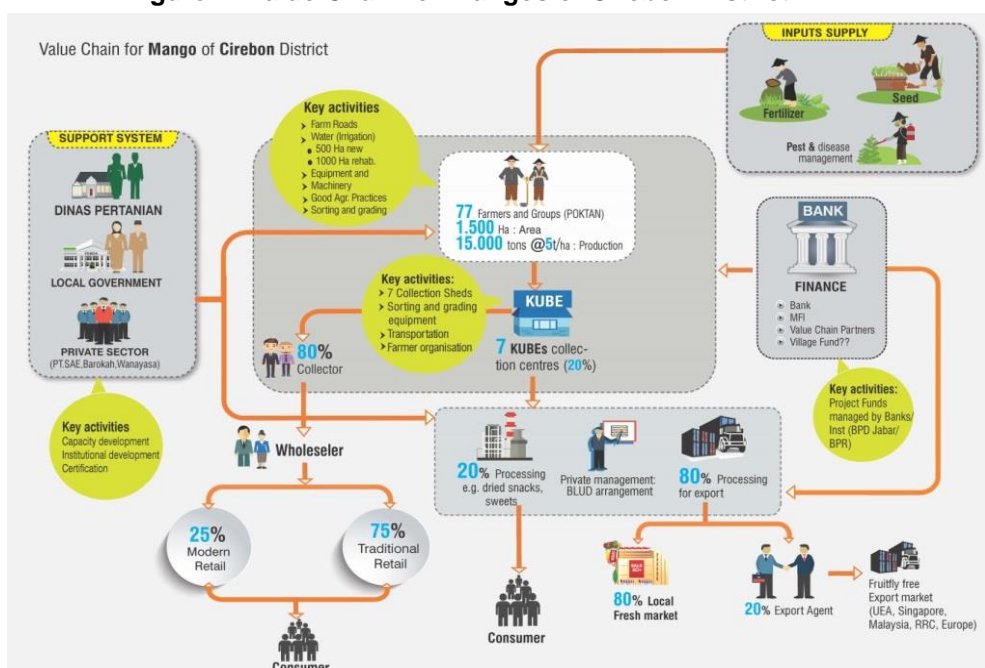 Value Chain for Mango of Cirebon District
INPUTS SUPPLY
Fertilizer
Seed
Pest & disease
management
Key activities
Farm Roads
Water (Irrigation)
500 Ha new
1000 Ha rehab.
Equipment and
Machinery
Good Agr. Practices
Sorting and grading
SUPPORT SYSTEM
DINAS PERTANIAN
LOCAL GOVERNMENT
PRIVATE SECTOR
(PT.SAE,Barokah,Wanayasa)
Key activities
Capacity development
Institutional development
Certification
77 Farmers and Groups (POKTAN)
1.500 Ha : Area
15.000 tons @5t/ha : Production
BANK
FINANCE
Bank
MFI
Value Chain Partners
Village Fund??
Key activities:
Project Funds
managed by Banks/
Inst (BPD Jabar/
BPR)
Key activities:
7 Collection Sheds
Sorting and grading
equipment
Transportation
Farmer organisation
KUBE
7 KUBEs collec-
tion centres (20%)
80%
Collector
Wholeseler
25%
Modern
Retail
75%
Traditional
Retail
Consumer
20% Processing
e.g. dried snacks,
sweets
Private management:
BLUD arrangement
80% Processing
for export
Consumer
80% Local
Fresh market
20% Export Agent
Fruitfly free
Export market
(UEA, Singapore,
Malaysia, RRC, Europe)